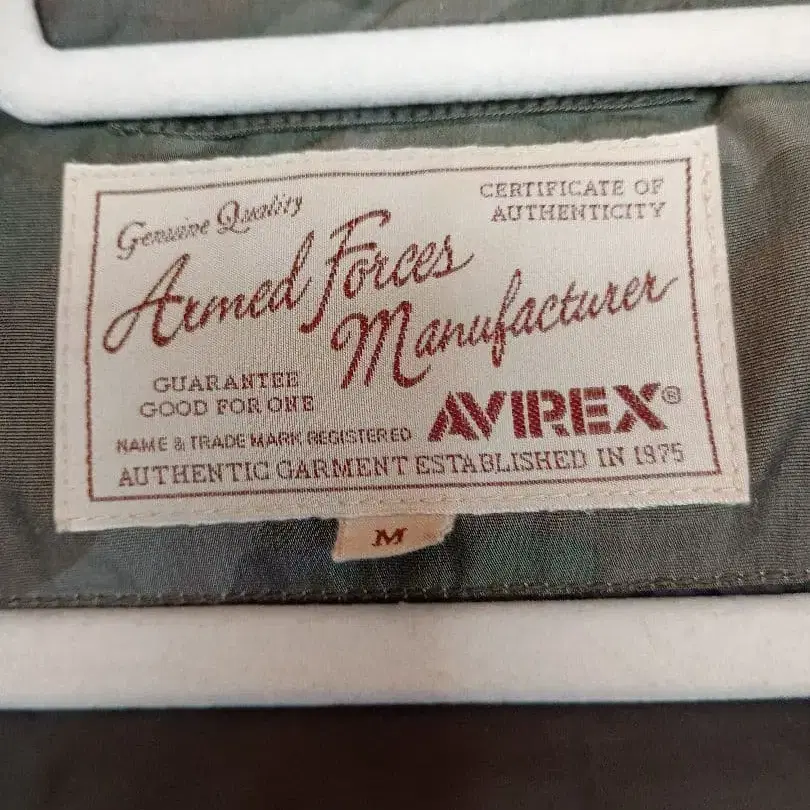 Genuine Quality
CERTIFICATE OF
AUTHENTICITY
Armed Forces
Manufacturer
GUARANTEE
GOOD FOR ONE
AVIREX®
NAME & TRADE MARK REGISTERED
AUTHENTIC GARMENT ESTABLISHED IN 1975
M